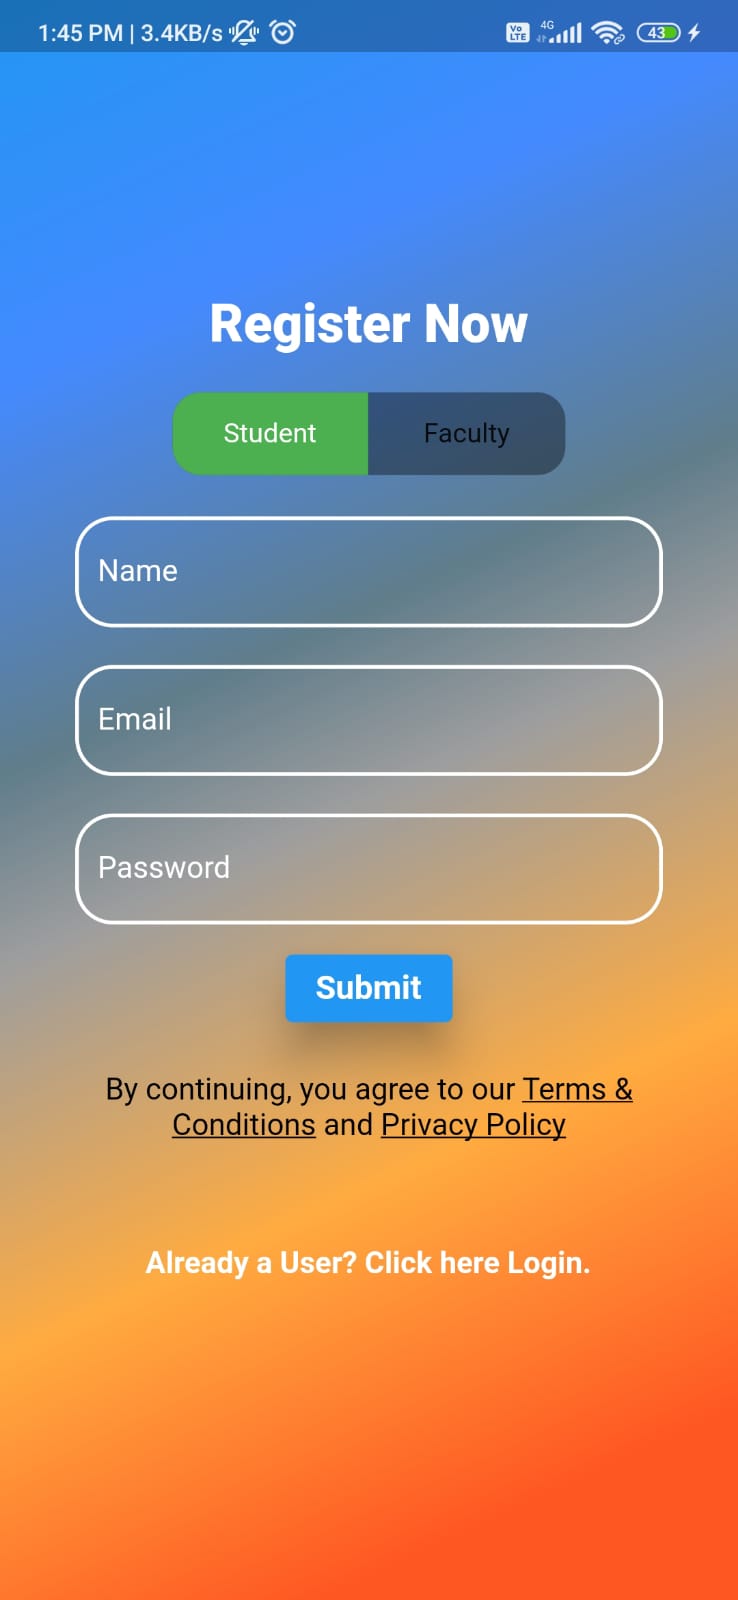 1:45 PM | 3.4KB/s
Vo LTE 4G 43
Register Now
Student Faculty
Name
Email
Password
Submit
By continuing, you agree to our Terms &
Conditions and Privacy Policy
Already a User? Click here Login.